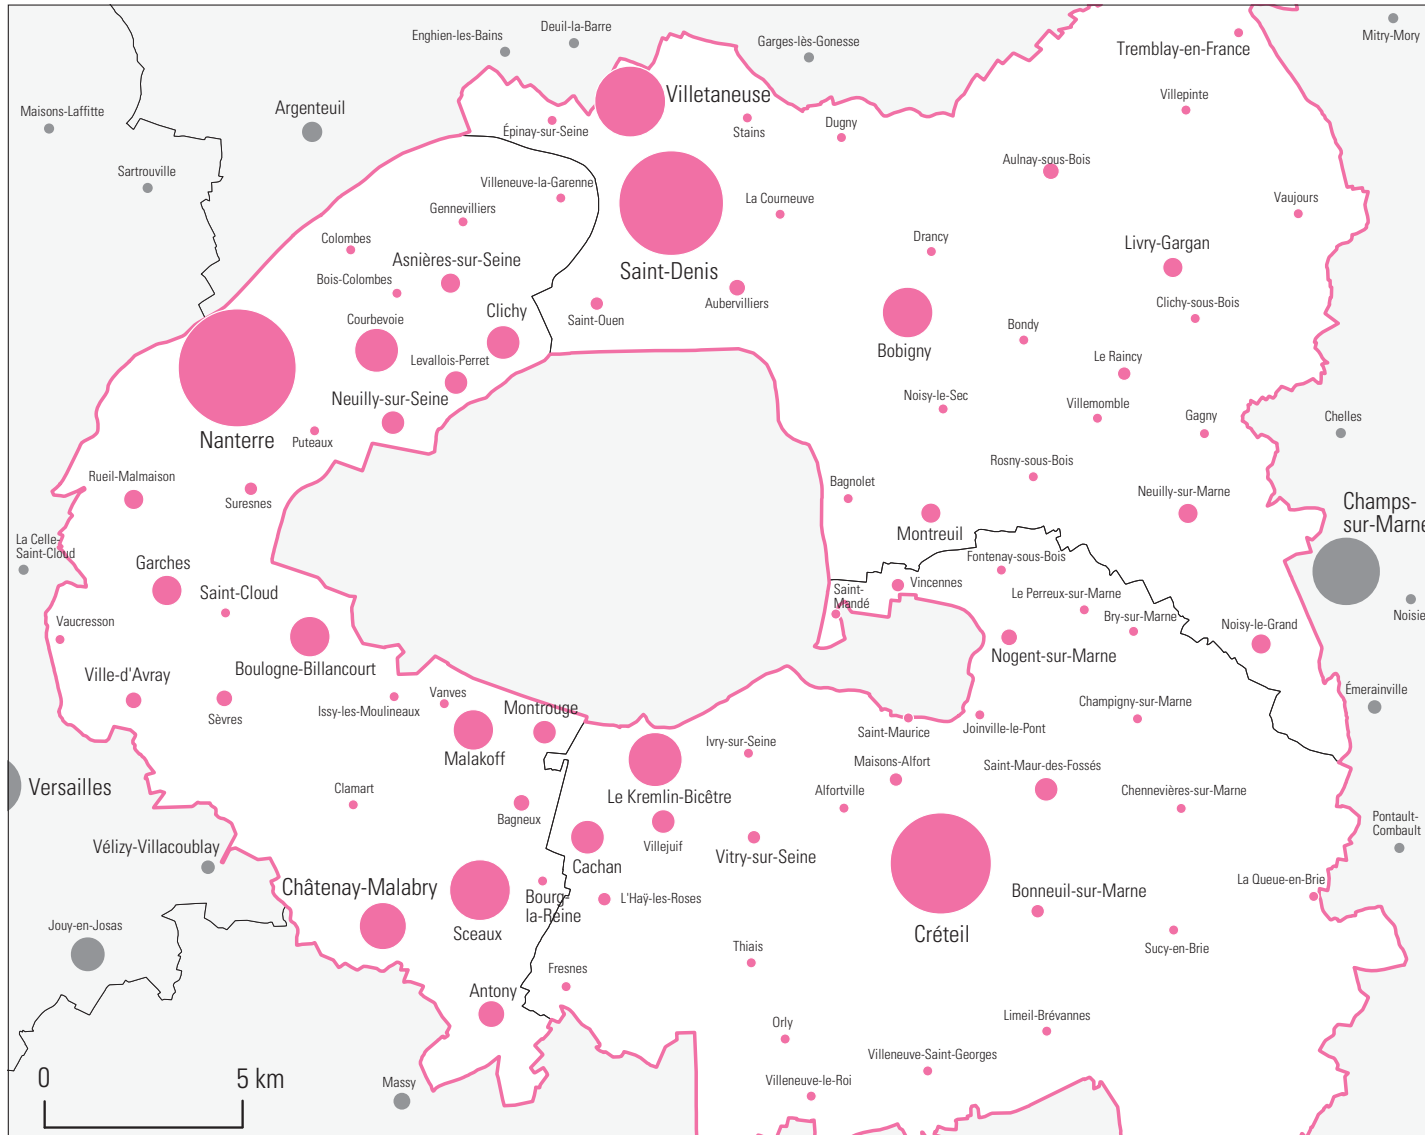 Deuil-la-Barre
Enghien-les-Bains
Garges-lès-Gonesse
Mitry-Mory
Tremblay-en-France
Maisons-Laffitte
Argenteuil
Villetaneuse
Villepinte
Épinay-sur-Seine
Stains
Dugny
Aulnay-sous-Bois
Sartrouville
Villeneuve-la-Garenne
La Courneuve
Vaujours
Gennevilliers
Colombes
Drancy
Livry-Gargan
Asnières-sur-Seine
Saint-Denis
Bois-Colombes
Aubervilliers
Clichy-sous-Bois
Clichy
Courbevoie
Saint-Ouen
Bondy
Bobigny
Levallois-Perret
Le Raincy
Neuilly-sur-Seine
Noisy-le-Sec
Villemomble
Gagny
Chelles
Nanterre
Puteaux
Rosny-sous-Bois
Rueil-Malmaison
Suresnes
Bagnolet
Neuilly-sur-Marne
Champs-
sur-Marne
Montreuil
La Celle-
Saint-Cloud
Garches
Fontenay-sous-Bois
Vincennes
Saint-
Mandé
Saint-Cloud
Le Perreux-sur-Marne
Bry-sur-Marne
Noisie
Vaucresson
Noisy-le-Grand
Nogent-sur-Marne
Boulogne-Billancourt
Ville-d'Avray
Émerainville
Vanves
Issy-les-Moulineaux
Montrouge
Champigny-sur-Marne
Sèvres
Saint-Maurice
Joinville-le-Pont
Ivry-sur-Seine
Malakoff
Maisons-Alfort
Saint-Maur-des-Fossés
Versailles
Clamart
Le Kremlin-Bicêtre
Alfortville
Chennevières-sur-Marne
Bagneux
Pontault-
Combault
Vélizy-Villacoublay
Villejuif
Vitry-sur-Seine
Cachan
La Queue-en-Brie
Châtenay-Malabry
Bourg-
la-Reine
L'Haÿ-les-Roses
Bonneuil-sur-Marne
Jouy-en-Josas
Sceaux
Créteil
Thiais
Sucy-en-Brie
Fresnes
Antony
Orly
Limeil-Brévannes
Villeneuve-Saint-Georges
0 5 km
Massy
Villeneuve-le-Roi